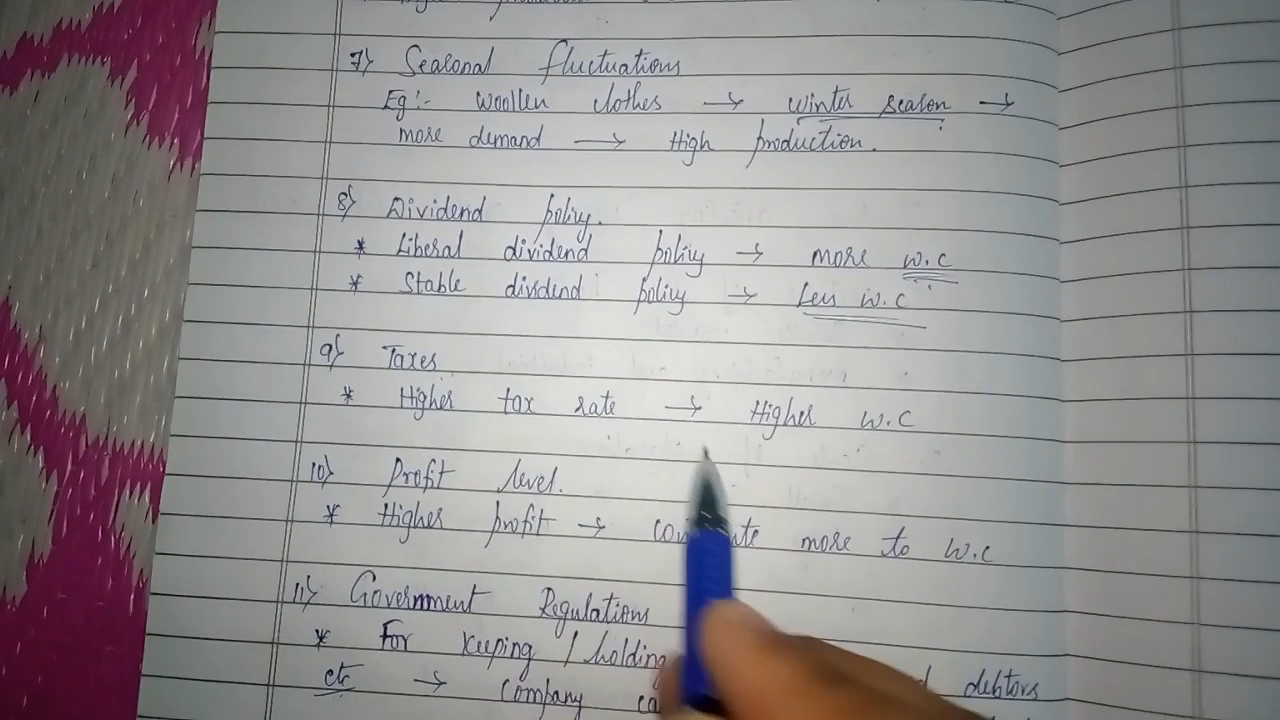 7) Seasonal fluctuations
Eg:- woollen clothes → winter season →
more demand → High production.
8) Dividend policy.
* Liberal dividend policy → more w.c
* Stable dividend policy → Less w.c
9) Taxes
* Higher tax rate → Higher w.c
10) Profit level.
* Higher profit → more to w.c
11) Government Regulations
* For keeping / holding debtors
etc → company